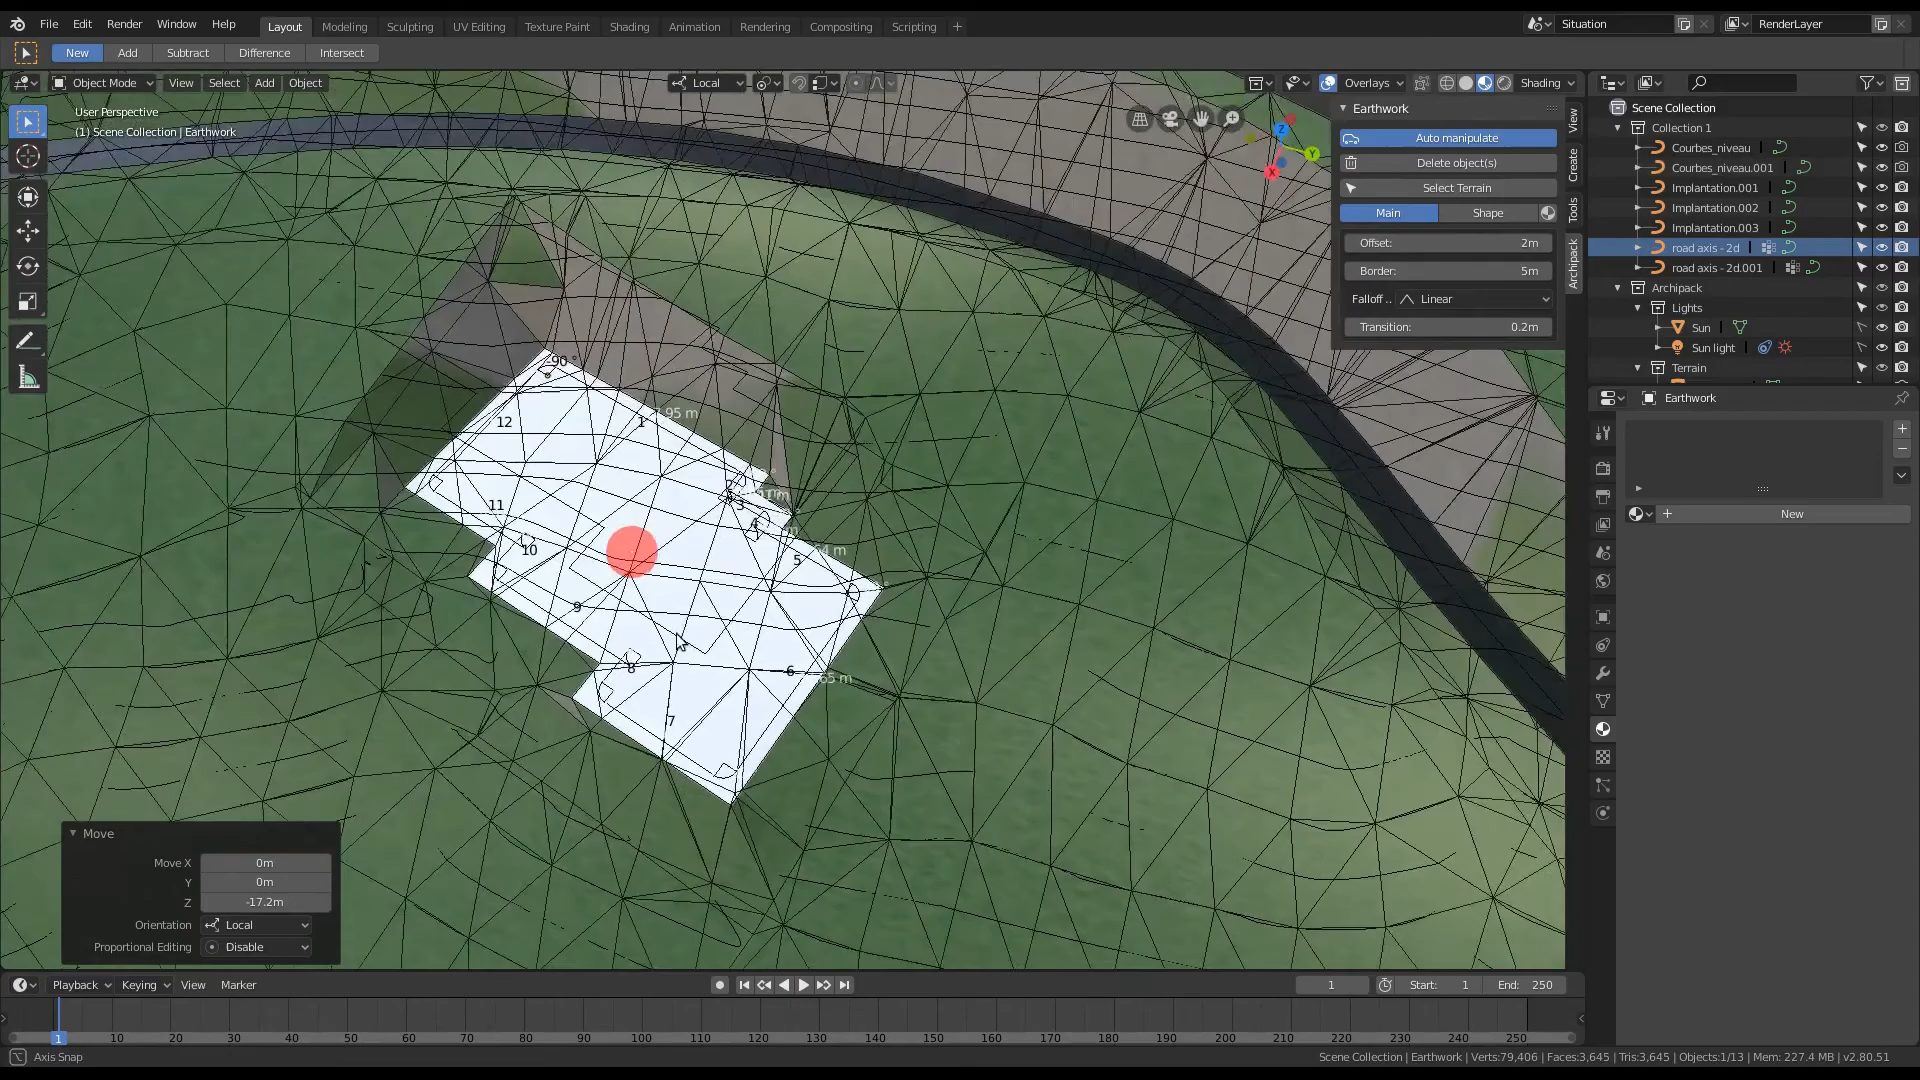 File Edit Render Window Help Layout Modeling Sculpting UV Editing Texture Paint Shading Animation Rendering Compositing Scripting + Situation RenderLayer
New Add Subtract Difference Intersect
Object Mode View Select Add Object Local Overlays Shading
User Perspective
(1) Scene Collection | Earthwork
Earthwork
Auto manipulate
Delete object(s)
Select Terrain
Main Shape
Offset: 2m
Border: 5m
Falloff .. Linear
Transition: 0.2m
View
Create
Tools
Archipack
Z
Y
X
-90 °
12
1
95 m
2
3
4
5
11
10
9
8
7
6
65 m
Move
Move X 0m
Y 0m
Z -17.2m
Orientation Local
Proportional Editing Disable
Scene Collection
Collection 1
Courbes_niveau
Courbes_niveau.001
Implantation.001
Implantation.002
Implantation.003
road axis - 2d
road axis - 2d.001
Archipack
Lights
Sun
Sun light
Terrain
Earthwork
New
Playback Keying View Marker 1 Start: 1 End: 250
1 10 20 30 40 50 60 70 80 90 100 110 120 130 140 150 160 170 180 190 200 210 220 230 240 250
Axis Snap
Scene Collection | Earthwork | Verts:79,406 | Faces:3,645 | Tris:3,645 | Objects:1/13 | Mem: 227.4 MB | v2.80.51